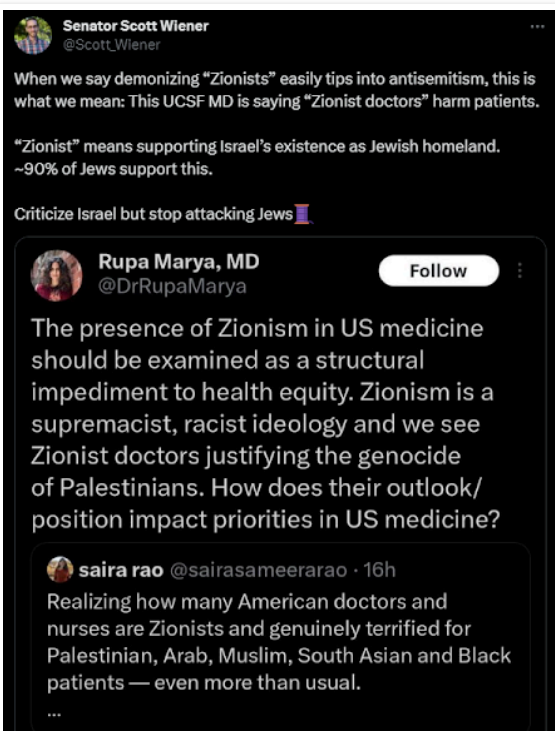 Senator Scott Wiener
@Scott_Wiener
When we say demonizing “Zionists” easily tips into antisemitism, this is
what we mean: This UCSF MD is saying “Zionist doctors” harm patients.
“Zionist” means supporting Israel’s existence as Jewish homeland.
~90% of Jews support this.
Criticize Israel but stop attacking Jews🧵
Rupa Marya, MD
@DrRupaMarya
Follow
The presence of Zionism in US medicine
should be examined as a structural
impediment to health equity. Zionism is a
supremacist, racist ideology and we see
Zionist doctors justifying the genocide
of Palestinians. How does their outlook/
position impact priorities in US medicine?
saira rao @sairasameerarao · 16h
Realizing how many American doctors and
nurses are Zionists and genuinely terrified for
Palestinian, Arab, Muslim, South Asian and Black
patients — even more than usual.
...